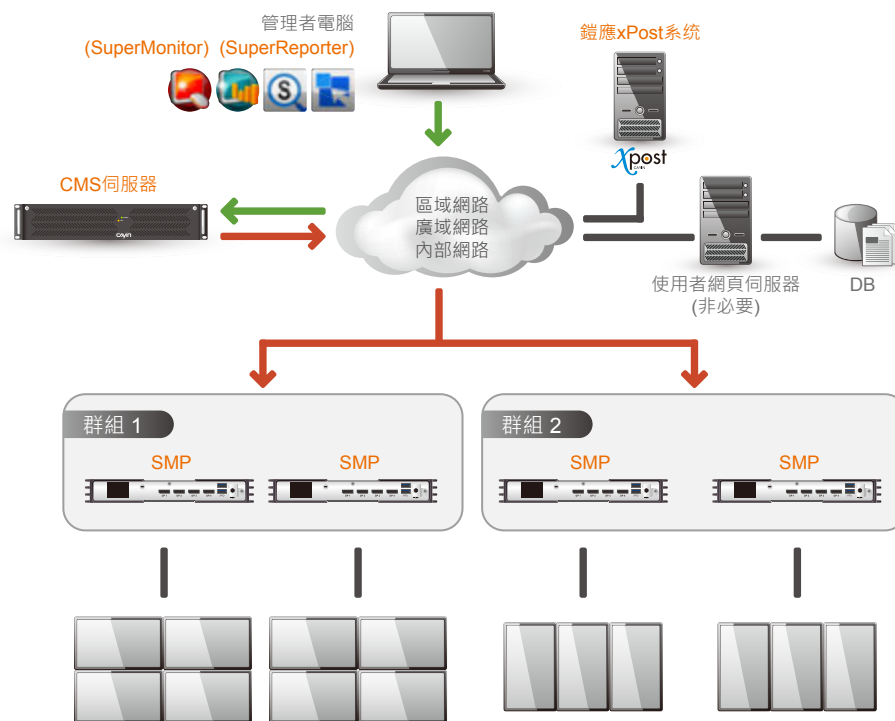 管理者電腦
(SuperMonitor) (SuperReporter)
鎧應xPost系統
Xpost
CAYIN
CMS伺服器
CAYIN
區域網路
廣域網路
內部網路
使用者網頁伺服器
(非必要)
DB
群組 1
SMP
SMP
群組 2
SMP
SMP